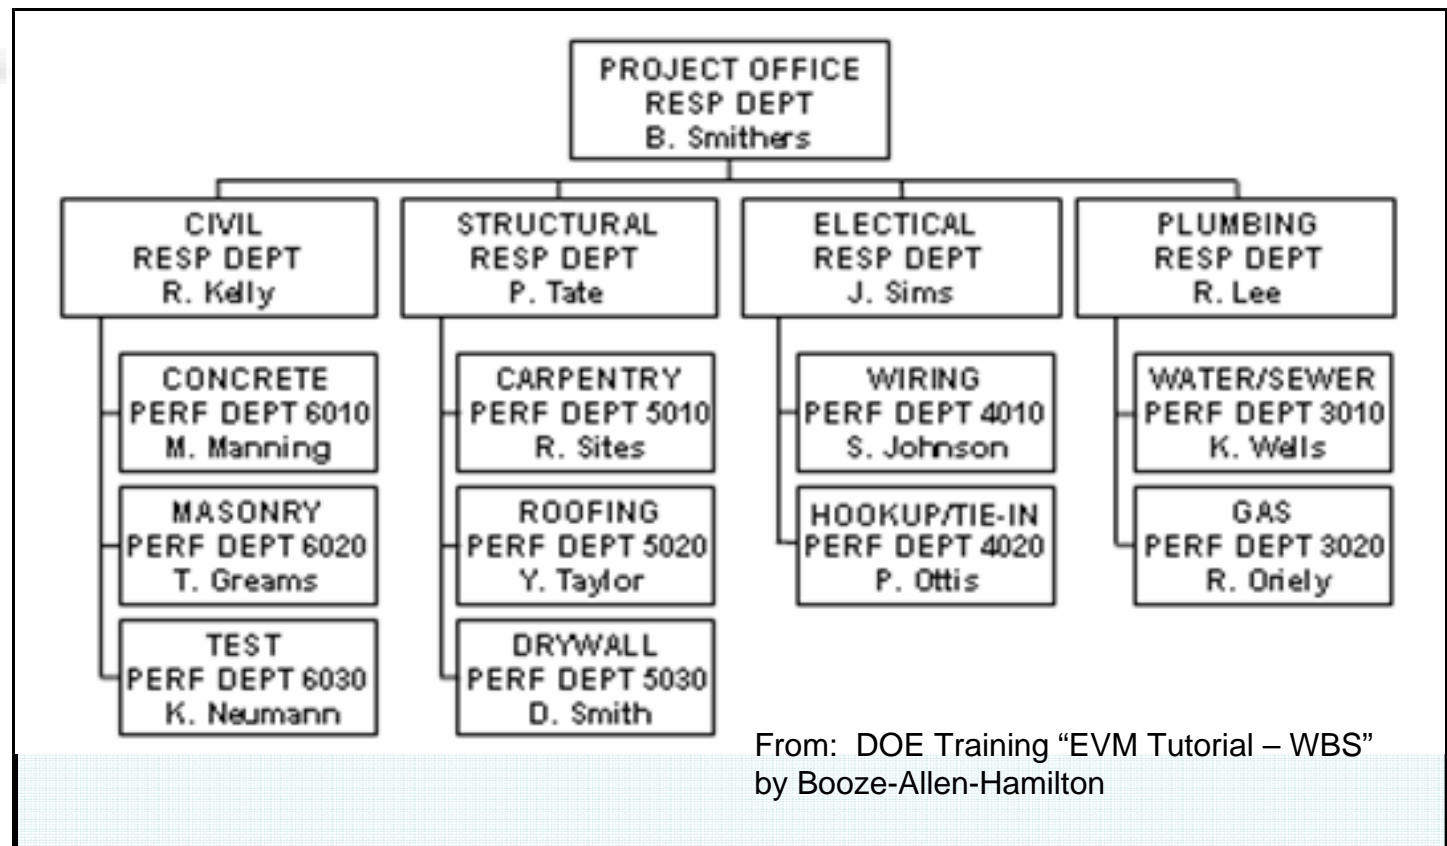 PROJECT OFFICE
RESP DEPT
B. Smithers
CIVIL
RESP DEPT
R. Kelly
STRUCTURAL
RESP DEPT
P. Tate
ELECTICAL
RESP DEPT
J. Sims
PLUMBING
RESP DEPT
R. Lee
CONCRETE
PERF DEPT 6010
M. Manning
CARPENTRY
PERF DEPT 5010
R. Sites
WIRING
PERF DEPT 4010
S. Johnson
WATER/SEWER
PERF DEPT 3010
K. Wells
MASONRY
PERF DEPT 6020
T. Greams
ROOFING
PERF DEPT 5020
Y. Taylor
HOOKUP/TIE-IN
PERF DEPT 4020
P. Ottis
GAS
PERF DEPT 3020
R. Oriely
TEST
PERF DEPT 6030
K. Neumann
DRYWALL
PERF DEPT 5030
D. Smith
From: DOE Training “EVM Tutorial – WBS”
by Booze-Allen-Hamilton